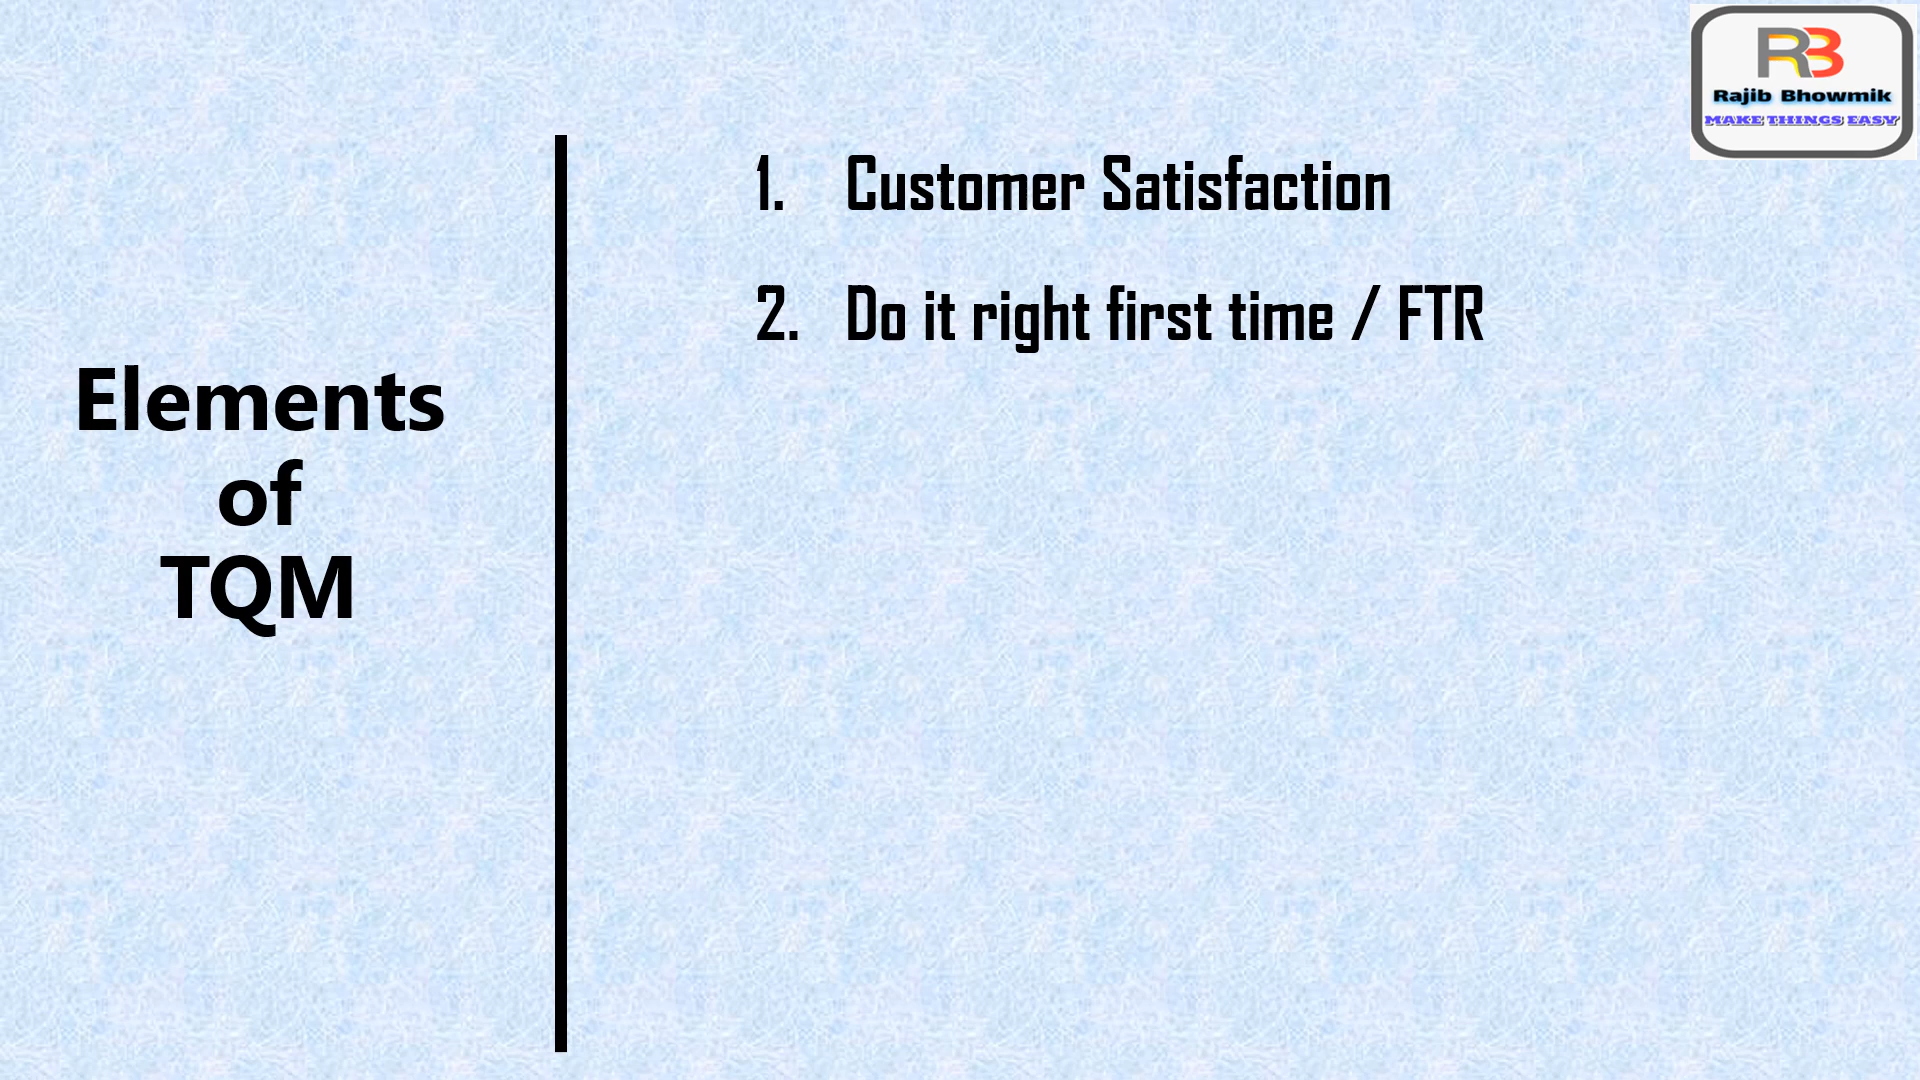 RB
Rajib Bhowmik
MAKE THINGS EASY
Elements
of
TQM
1. Customer Satisfaction
2. Do it right first time / FTR